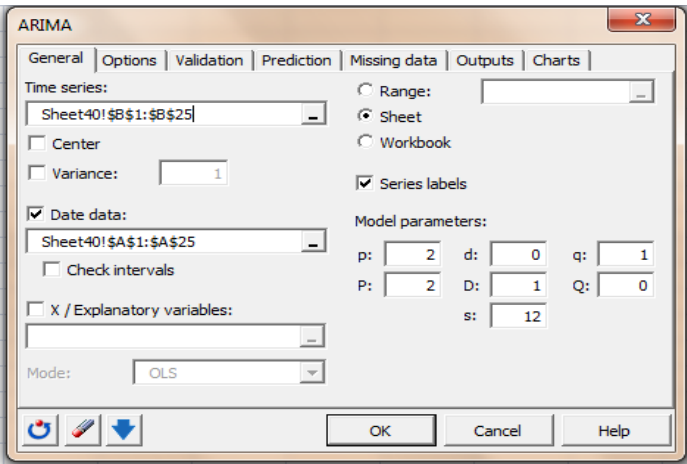 ARIMA
General Options Validation Prediction Missing data Outputs Charts
Time series:
Sheet40!$B$1:$B$25
Center
Variance: 1
Date data:
Sheet40!$A$1:$A$25
Check intervals
X / Explanatory variables:
Mode: OLS
Range:
Sheet
Workbook
Series labels
Model parameters:
p: 2 d: 0 q: 1
P: 2 D: 1 Q: 0
s: 12
OK Cancel Help